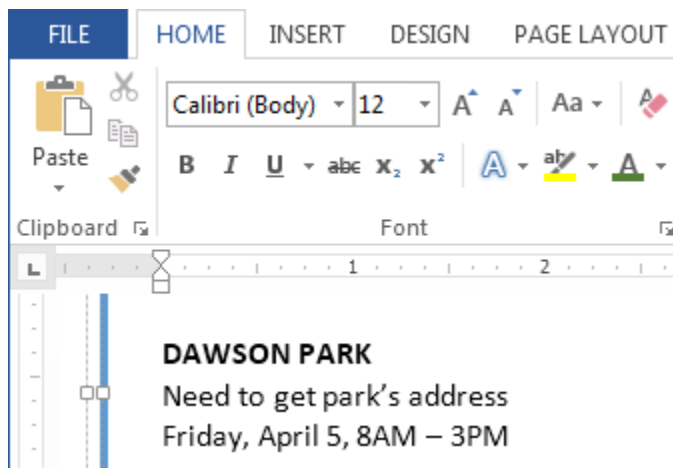 FILE HOME INSERT DESIGN PAGE LAYOUT
Calibri (Body) 12 A A Aa A
Paste
B I U abc X₂ X² A ab A
Clipboard Font
L 1 2
DAWSON PARK
Need to get park’s address
Friday, April 5, 8AM – 3PM